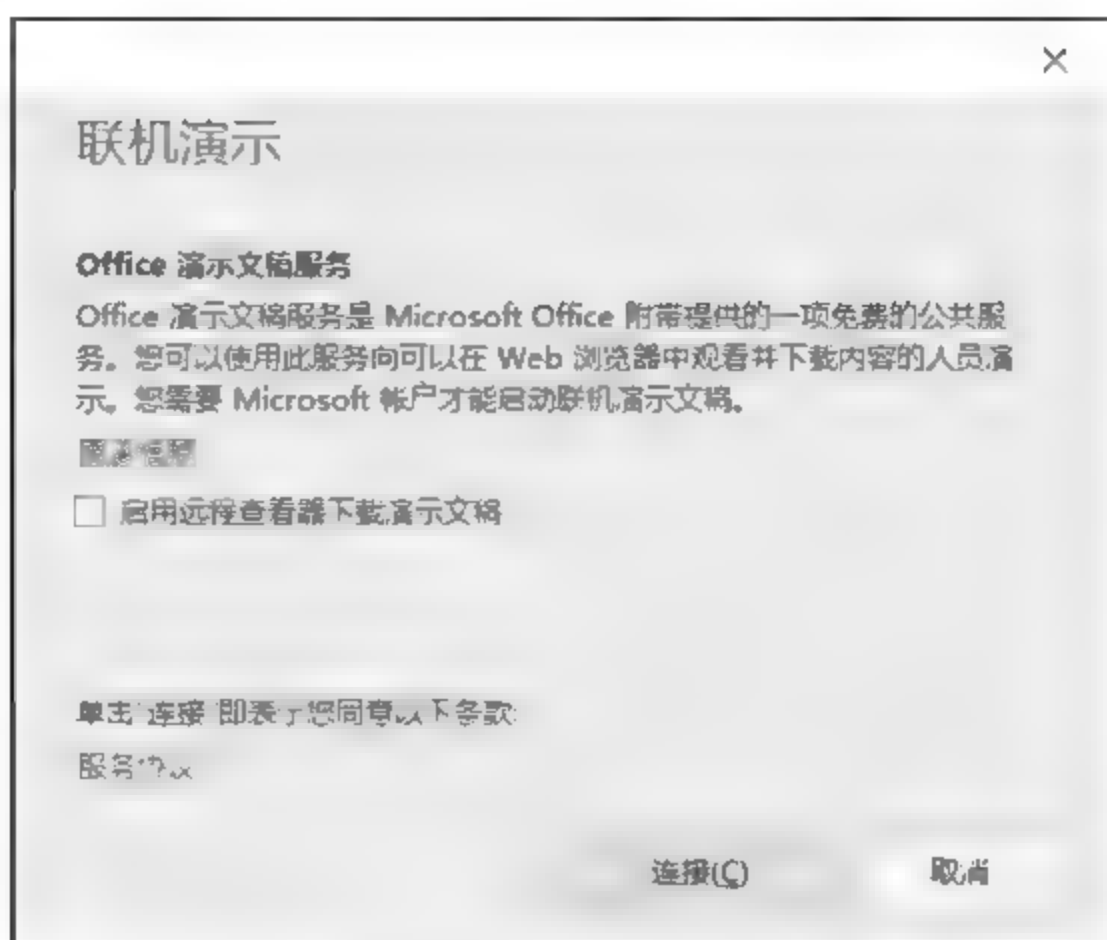 联机演示
Office 演示文稿服务
Office 演示文稿服务是 Microsoft Office 附带提供的一项免费的公共服
务。您可以使用此服务向可以在 Web 浏览器中观看并下载内容的人员演
示。您需要 Microsoft 帐户才能启动联机演示文稿。
启用远程查看器下载演示文稿
单击 连接 即表示您同意以下条款:
服务协议
连接(C)
取消